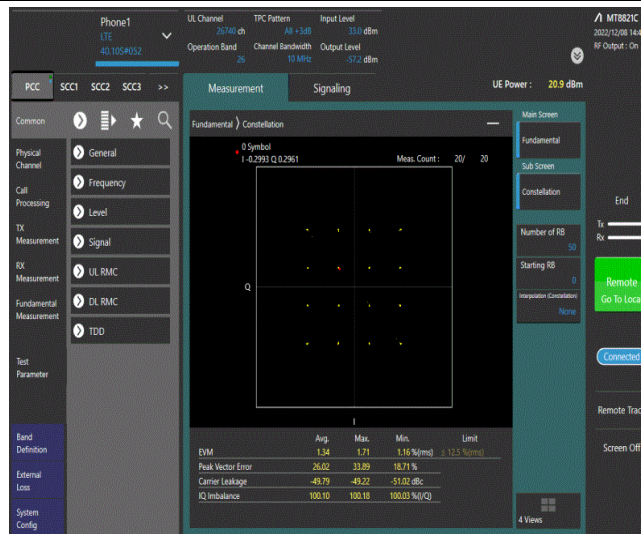 Phone1
LTE
40.10S#052
UL Channel
26740 ch
Operation Band
26
TPC Pattern
All +3dB
Channel Bandwidth
10 MHz
Input Level
33.0 dBm
Output Level
-57.2 dBm
MT8821C
2022/12/08 14:4
RF Output : On
PCC SCC1 SCC2 SCC3 >>
Measurement
Signaling
UE Power : 20.9 dBm
Common
Physical
Channel
Call
Processing
TX
Measurement
RX
Measurement
Fundamental
Measurement
Test
Parameter
Band
Definition
External
Loss
System
Config
General
Frequency
Level
Signal
UL RMC
DL RMC
TDD
Fundamental 〉 Constellation
0 Symbol
I -0.2993 Q 0.2961
Meas. Count : 20/ 20
Q
I
Avg. Max. Min. Limit
EVM 1.34 1.71 1.16 %(rms) ≤ 12.5 %(rms)
Peak Vector Error 26.02 33.89 18.71 %
Carrier Leakage -49.79 -49.22 -51.02 dBc
IQ Imbalance 100.10 100.18 100.03 %(I/Q)
Main Screen
Fundamental
Sub Screen
Constellation
Number of RB
50
Starting RB
0
Interpolation (Constellation)
None
4 Views
End
Tx
Rx
Remote
Go To Loca
Connected
Remote Trac
Screen Off